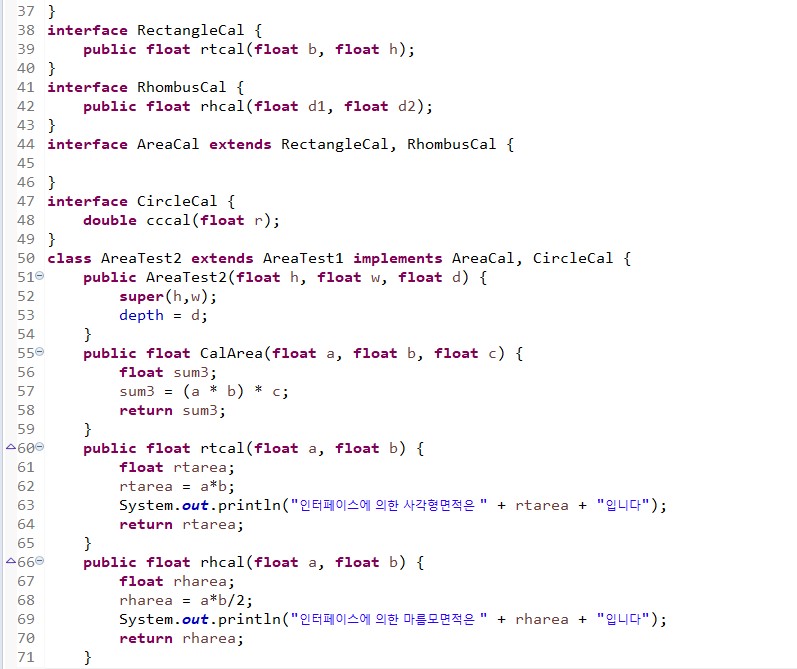 37 }
38 interface RectangleCal {
39     public float rtcal(float b, float h);
40 }
41 interface RhombusCal {
42     public float rhcal(float d1, float d2);
43 }
44 interface AreaCal extends RectangleCal, RhombusCal {
45
46 }
47 interface CircleCal {
48     double cccal(float r);
49 }
50 class AreaTest2 extends AreaTest1 implements AreaCal, CircleCal {
51     public AreaTest2(float h, float w, float d) {
52         super(h,w);
53         depth = d;
54     }
55     public float CalArea(float a, float b, float c) {
56         float sum3;
57         sum3 = (a * b) * c;
58         return sum3;
59     }
60     public float rtcal(float a, float b) {
61         float rtarea;
62         rtarea = a*b;
63         System.out.println("인터페이스에 의한 사각형면적은 " + rtarea + "입니다");
64         return rtarea;
65     }
66     public float rhcal(float a, float b) {
67         float rharea;
68         rharea = a*b/2;
69         System.out.println("인터페이스에 의한 마름모면적은 " + rharea + "입니다");
70         return rharea;
71     }